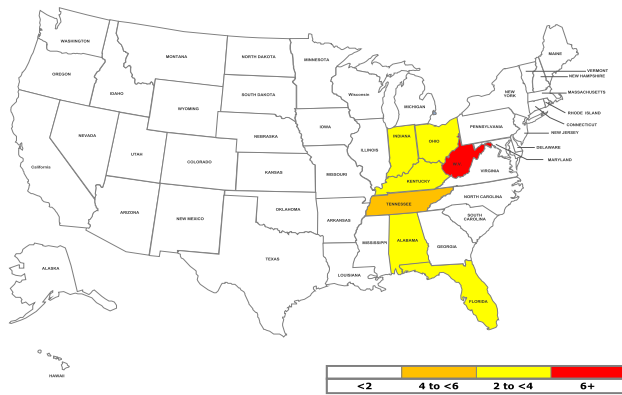 WASHINGTON
OREGON
California
NEVADA
IDAHO
MONTANA
WYOMING
UTAH
ARIZONA
COLORADO
NEW MEXICO
NORTH DAKOTA
SOUTH DAKOTA
NEBRASKA
KANSAS
OKLAHOMA
TEXAS
MINNESOTA
IOWA
MISSOURI
ARKANSAS
LOUISIANA
Wisconsin
ILLINOIS
MICHIGAN
INDIANA
OHIO
KENTUCKY
TENNESSEE
MISSISSIPPI
ALABAMA
GEORGIA
FLORIDA
SOUTH
CAROLINA
NORTH CAROLINA
VIRGINIA
PENNSYLVANIA
NEW
YORK
MAINE
VERMONT
NEW HAMPSHIRE
MASSACHUSETTS
RHODE ISLAND
CONNECTICUT
NEW JERSEY
DELAWARE
MARYLAND
ALASKA
HAWAII
<2 4 to <6 2 to <4 6+